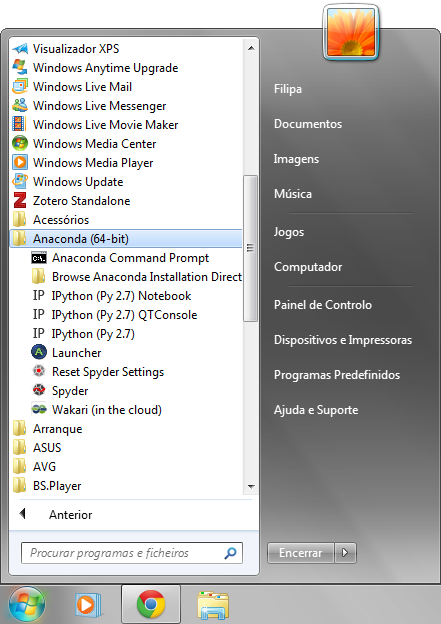 Visualizador XPS
Windows Anytime Upgrade
Windows Live Mail
Windows Live Messenger
Windows Live Movie Maker
Windows Media Center
Windows Media Player
Windows Update
Zotero Standalone
Acessórios
Anaconda (64-bit)
C:\.
Anaconda Command Prompt
Browse Anaconda Installation Direct
IP IPython (Py 2.7) Notebook
IP IPython (Py 2.7) QTConsole
IP IPython (Py 2.7)
Launcher
Reset Spyder Settings
Spyder
Wakari (in the cloud)
Arranque
ASUS
AVG
BS.Player
Anterior
Procurar programas e ficheiros
Filipa
Documentos
Imagens
Música
Jogos
Computador
Painel de Controlo
Dispositivos e Impressoras
Programas Predefinidos
Ajuda e Suporte
Encerrar